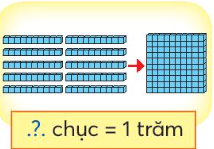 .?. chục = 1 trăm